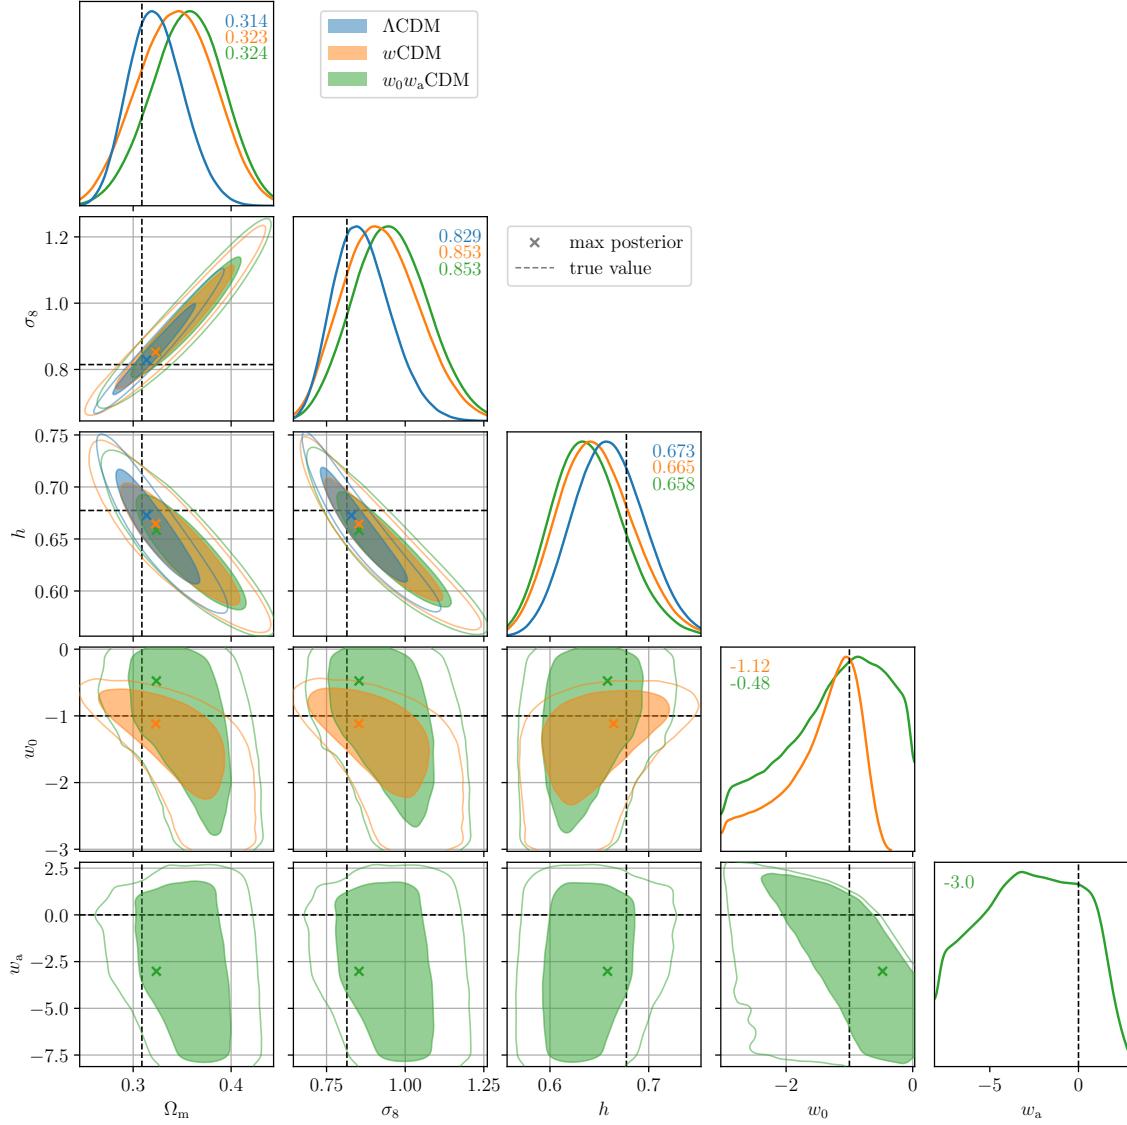 0.314
0.323
0.324
ΛCDM
wCDM
w₀wₐCDM
1.2
1.0
0.8
σ₈
0.829
0.853
0.853
max posterior
true value
0.75
0.70
0.65
0.60
h
0.673
0.665
0.658
0
−1
−2
−3
w₀
-1.12
-0.48
2.5
0.0
−2.5
−5.0
−7.5
wₐ
-3.0
0.3 0.4
0.75 1.00 1.25
0.6 0.7
−2 0
−5 0
Ωₘ
σ₈
h
w₀
wₐ